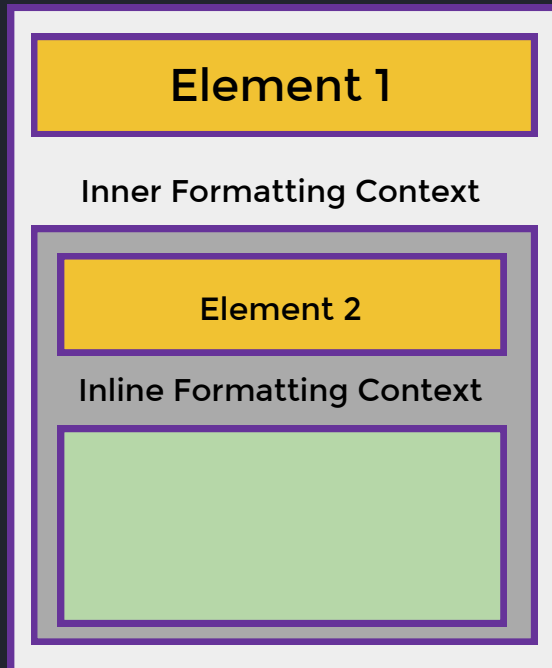 Element 1
Inner Formatting Context
Element 2
Inline Formatting Context